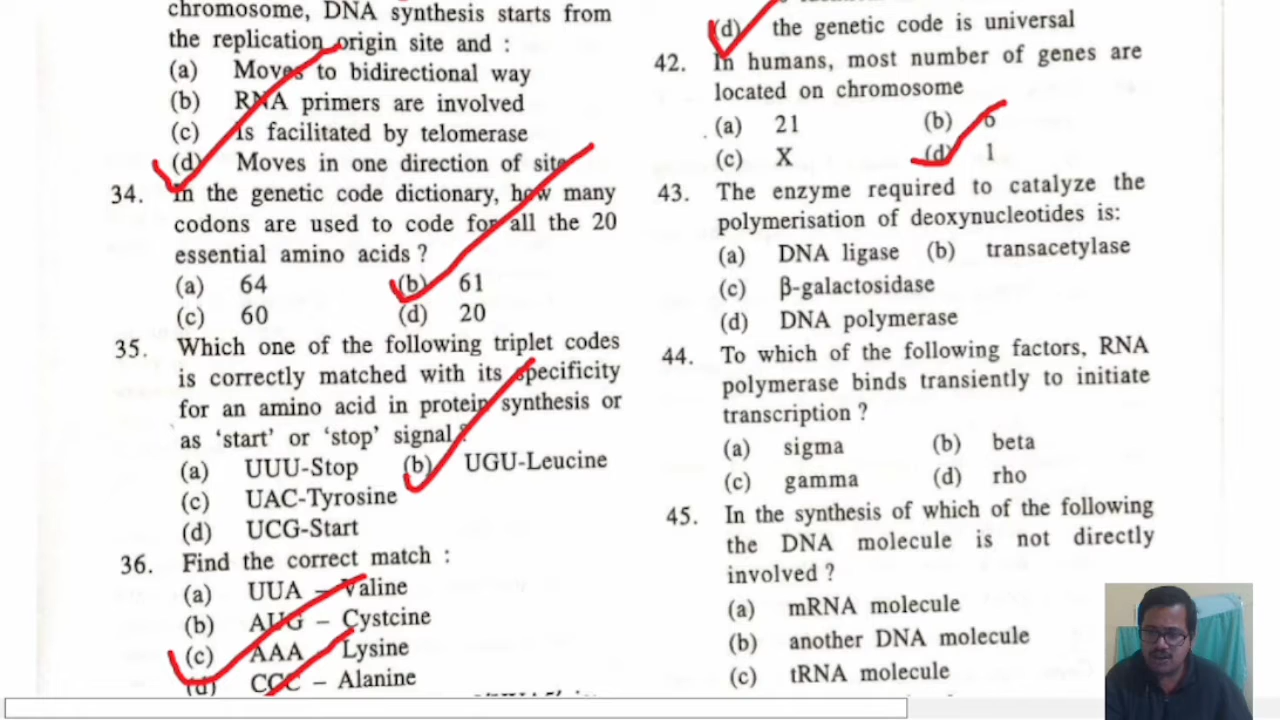 chromosome, DNA synthesis starts from
the replication origin site and :
(a) Moves to bidirectional way
(b) RNA primers are involved
(c) is facilitated by telomerase
(d) Moves in one direction of site
34. In the genetic code dictionary, how many
codons are used to code for all the 20
essential amino acids ?
(a) 64 (b) 61
(c) 60 (d) 20
35. Which one of the following triplet codes
is correctly matched with its specificity
for an amino acid in protein synthesis or
as 'start' or 'stop' signal ?
(a) UUU-Stop (b) UGU-Leucine
(c) UAC-Tyrosine
(d) UCG-Start
36. Find the correct match :
(a) UUA – Valine
(b) AUG – Cystcine
(c) AAA – Lysine
(d) CCC – Alanine
(d) the genetic code is universal
42. In humans, most number of genes are
located on chromosome
(a) 21 (b) 6
(c) X (d) 1
43. The enzyme required to catalyze the
polymerisation of deoxynucleotides is:
(a) DNA ligase (b) transacetylase
(c) β-galactosidase
(d) DNA polymerase
44. To which of the following factors, RNA
polymerase binds transiently to initiate
transcription ?
(a) sigma (b) beta
(c) gamma (d) rho
45. In the synthesis of which of the following
the DNA molecule is not directly
involved ?
(a) mRNA molecule
(b) another DNA molecule
(c) tRNA molecule